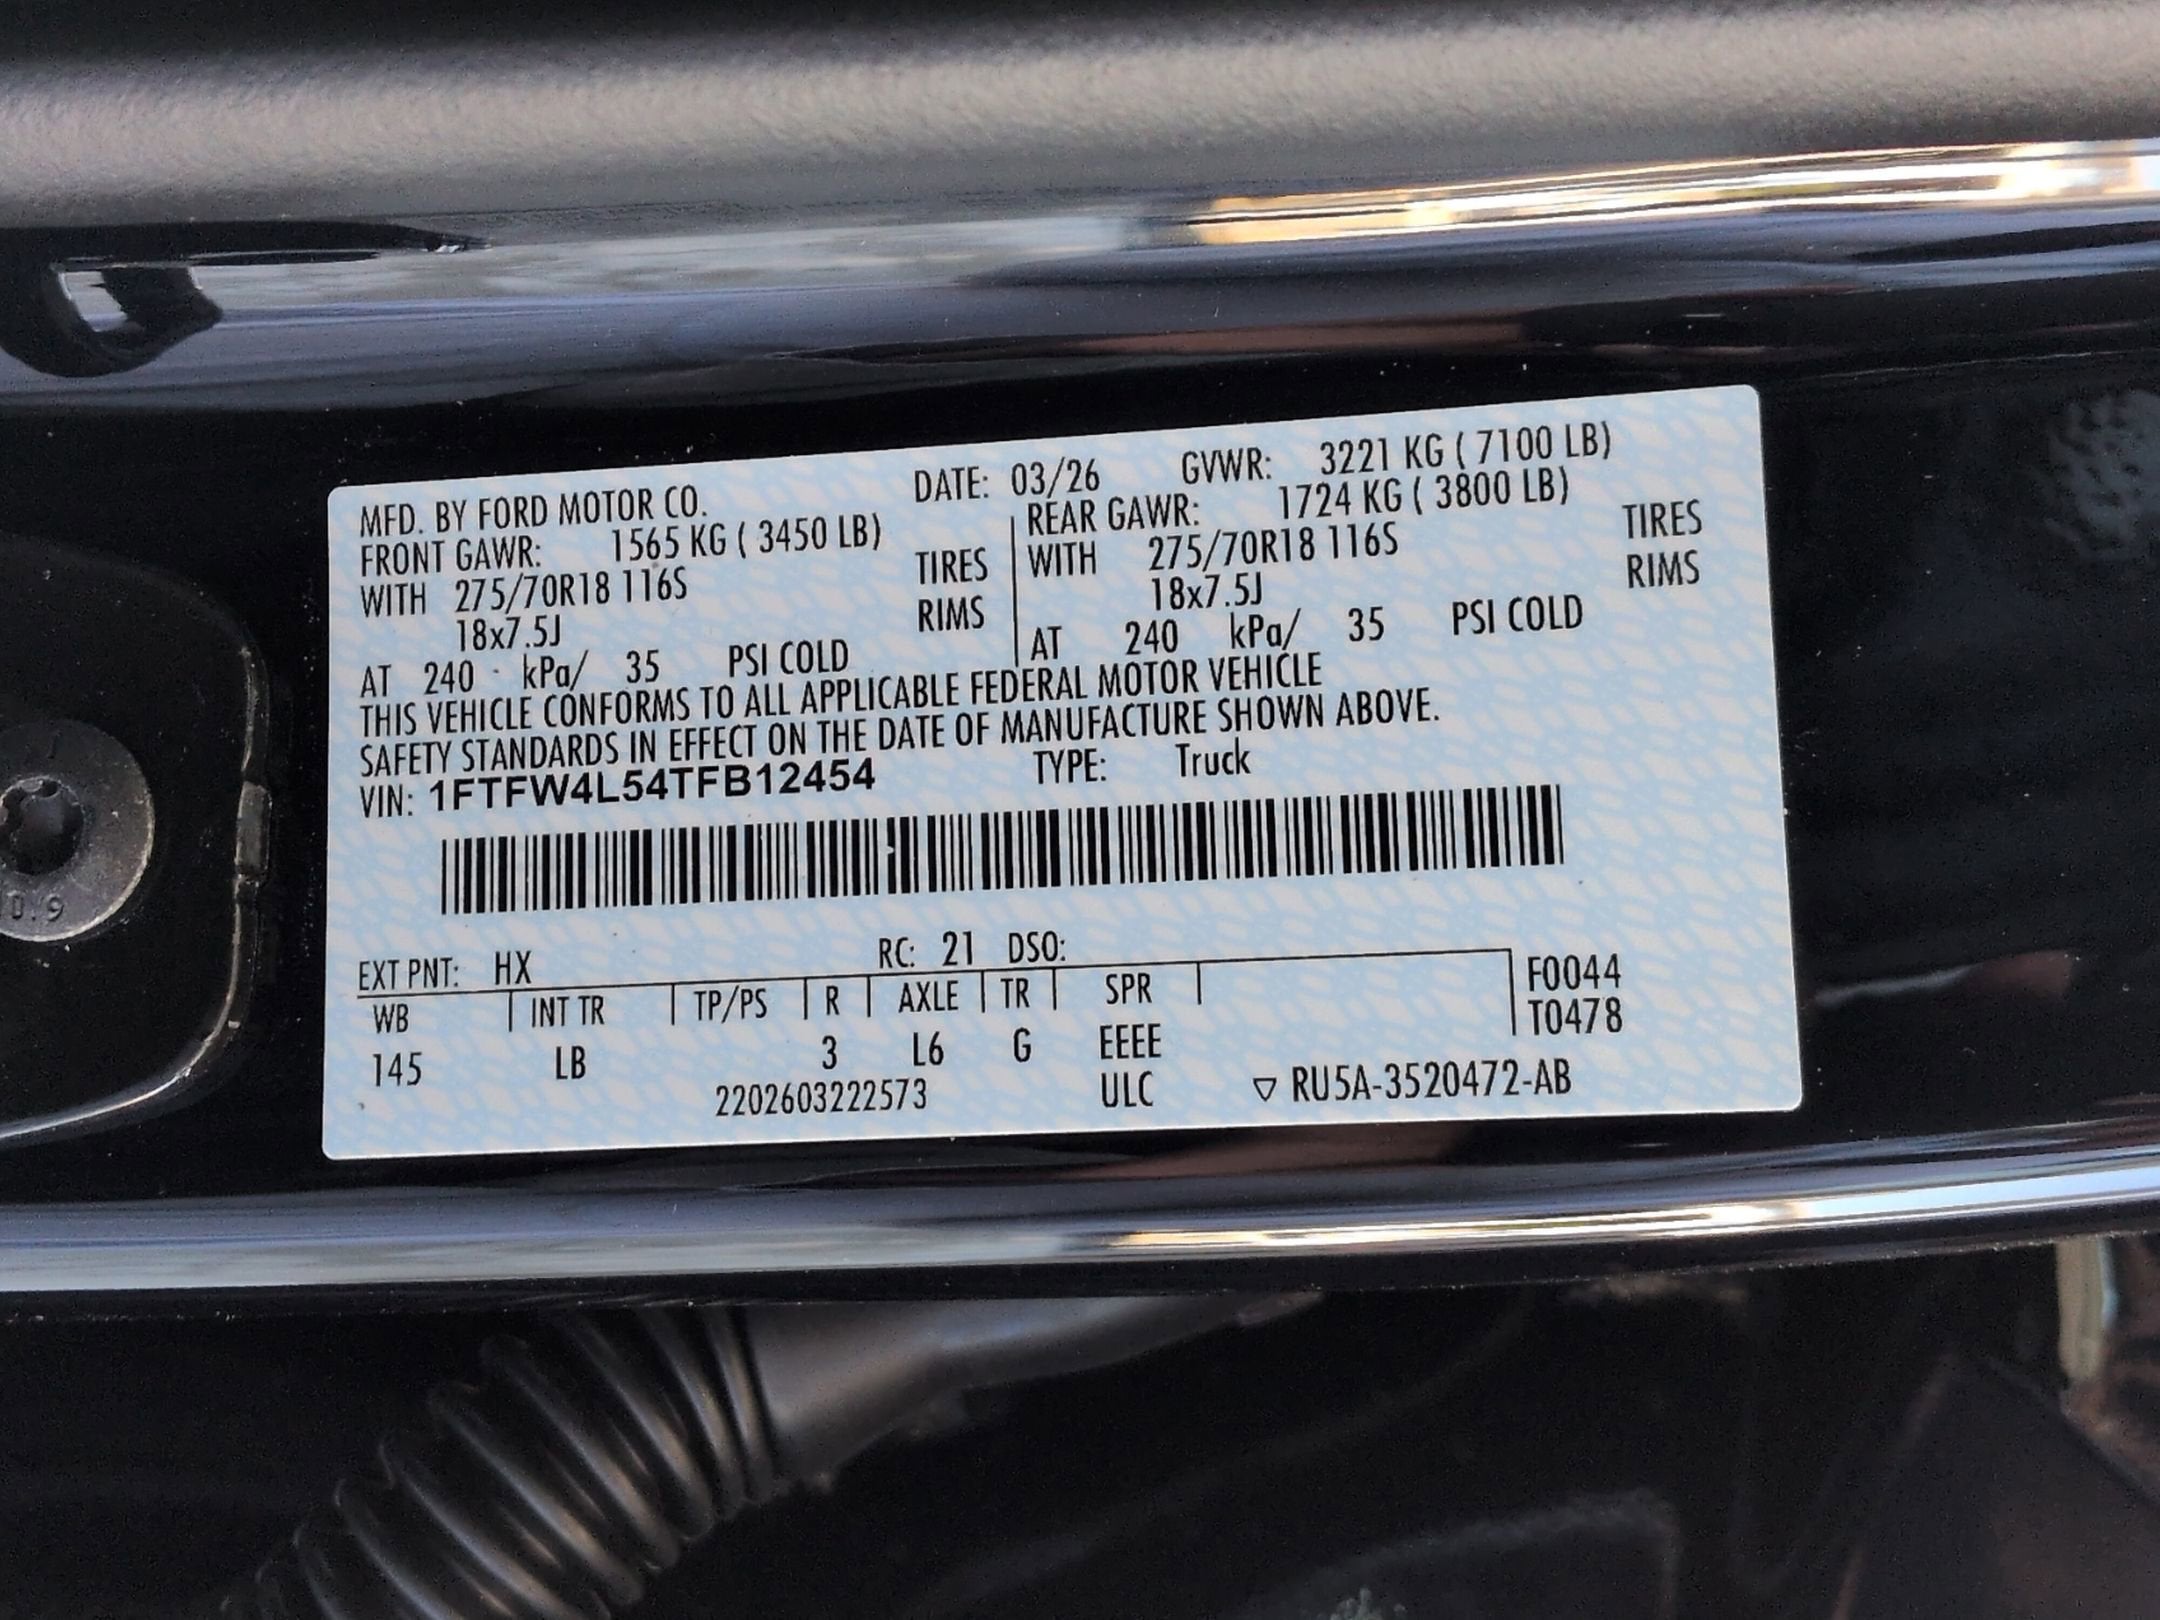 MFD. BY FORD MOTOR CO. DATE: 03/26 GVWR: 3221 KG ( 7100 LB)
FRONT GAWR: 1565 KG ( 3450 LB) REAR GAWR: 1724 KG ( 3800 LB)
WITH 275/70R18 116S TIRES WITH 275/70R18 116S TIRES
18x7.5J RIMS 18x7.5J RIMS
AT 240 kPa/ 35 PSI COLD AT 240 kPa/ 35 PSI COLD
THIS VEHICLE CONFORMS TO ALL APPLICABLE FEDERAL MOTOR VEHICLE
SAFETY STANDARDS IN EFFECT ON THE DATE OF MANUFACTURE SHOWN ABOVE.
VIN: 1FTFW4L54TFB12454 TYPE: Truck
EXT PNT: HX RC: 21 DSO: F0044
WB INT TR TP/PS R AXLE TR SPR T0478
145 LB 3 L6 G EEEE
2202603222573 ULC ▽ RU5A-3520472-AB
0.9